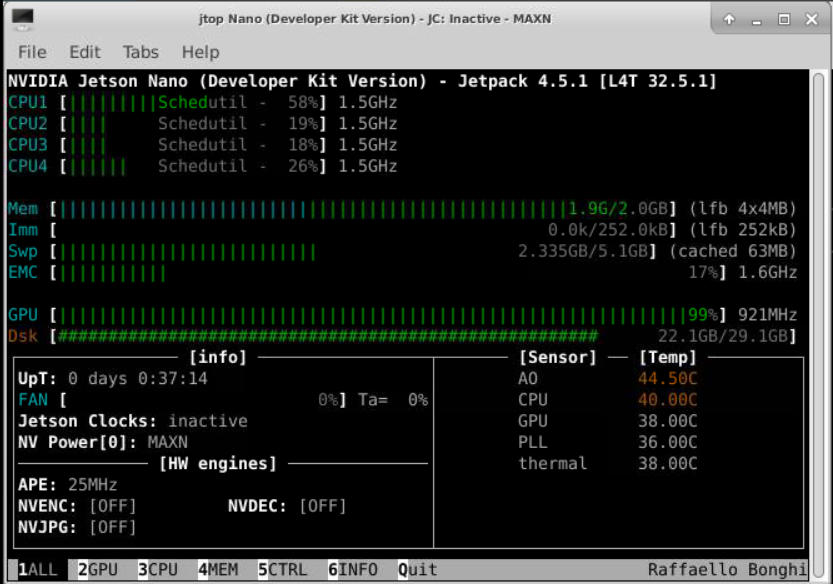 jtop Nano (Developer Kit Version) - JC: Inactive - MAXN
File Edit Tabs Help
NVIDIA Jetson Nano (Developer Kit Version) - Jetpack 4.5.1 [L4T 32.5.1]
CPU1 [|||||||||Schedutil - 58%] 1.5GHz
CPU2 [|||| Schedutil - 19%] 1.5GHz
CPU3 [|||| Schedutil - 18%] 1.5GHz
CPU4 [|||||| Schedutil - 26%] 1.5GHz
Mem [|||||||||||||||||||||||||||||||||||||||||||||||||||1.9G/2.0GB] (lfb 4x4MB)
Imm [ 0.0k/252.0kB] (lfb 252kB)
Swp [|||||||||||||||||||||||||| 2.335GB/5.1GB] (cached 63MB)
EMC [||||||||||| 17%] 1.6GHz
GPU [|||||||||||||||||||||||||||||||||||||||||||||||||||||||||||||||99%] 921MHz
Dsk [###################################################### 22.1GB/29.1GB]
[info] [Sensor] [Temp]
UpT: 0 days 0:37:14 AO 44.50C
FAN [ 0%] Ta= 0% CPU 40.00C
Jetson Clocks: inactive GPU 38.00C
NV Power[0]: MAXN PLL 36.00C
[HW engines] thermal 38.00C
APE: 25MHz
NVENC: [OFF] NVDEC: [OFF]
NVJPG: [OFF]
1ALL 2GPU 3CPU 4MEM 5CTRL 6INFO Quit Raffaello Bonghi